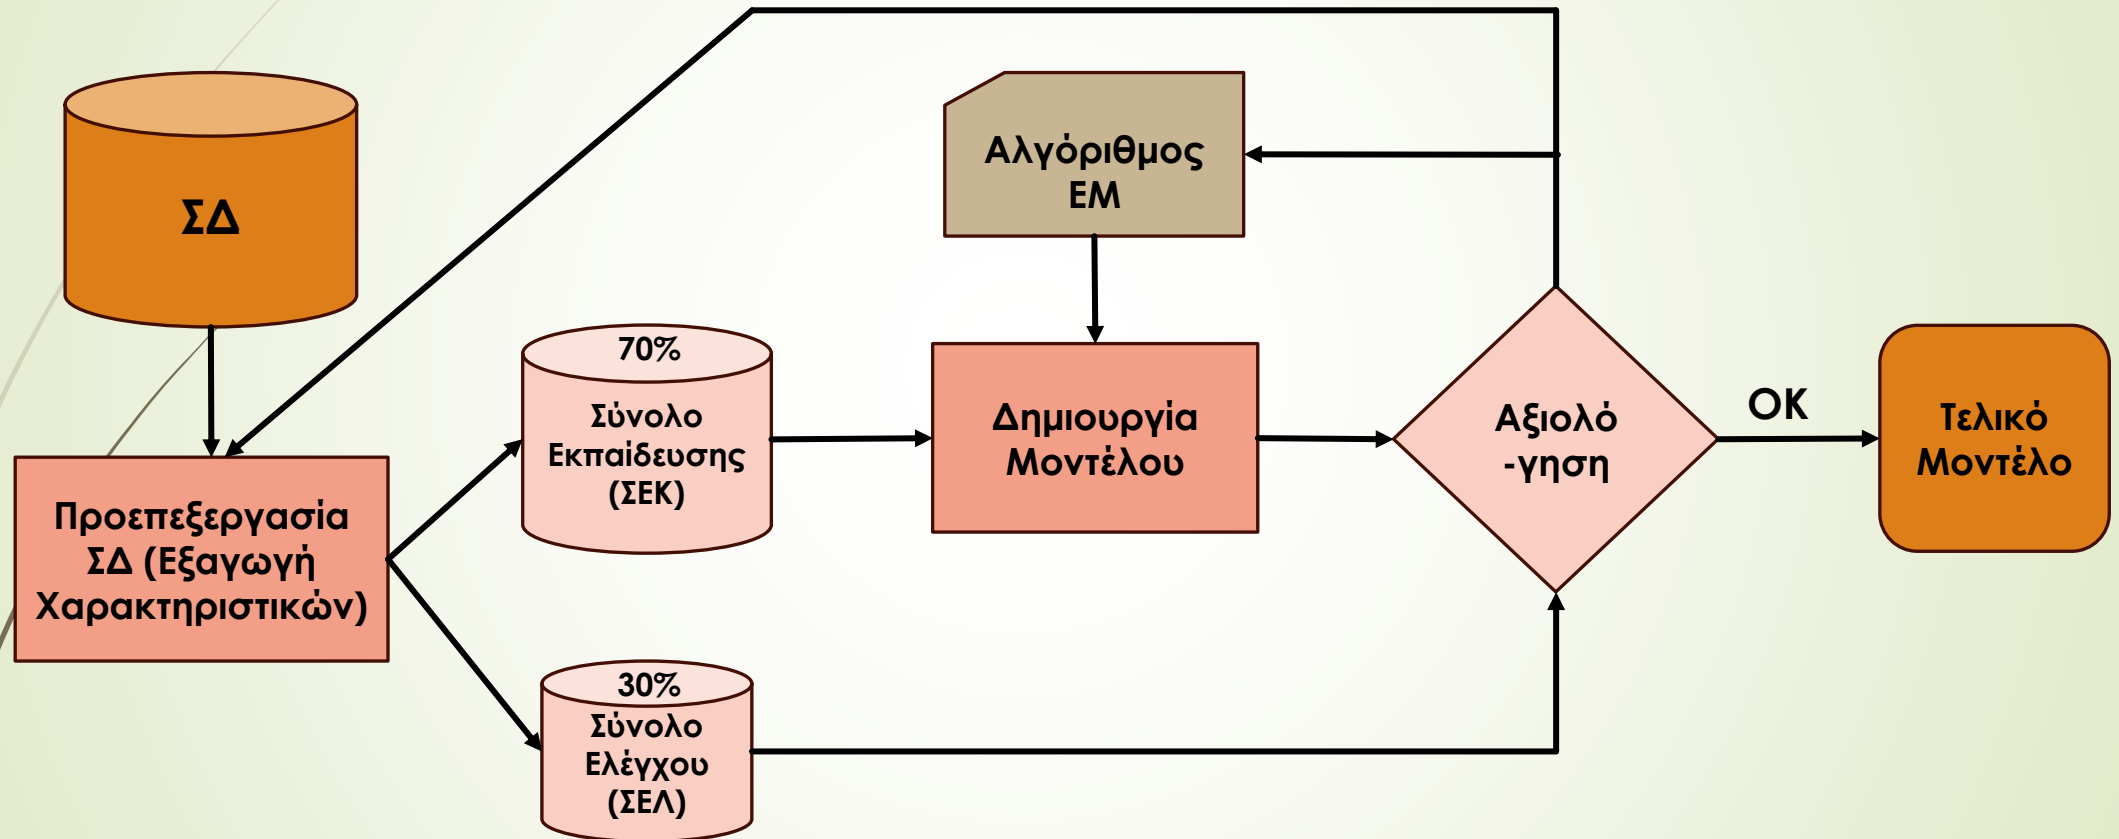 ΣΔ
Προεπεξεργασία
ΣΔ (Εξαγωγή
Χαρακτηριστικών)
70%
Σύνολο
Εκπαίδευσης
(ΣΕΚ)
30%
Σύνολο
Ελέγχου
(ΣΕΛ)
Αλγόριθμος
ΕΜ
Δημιουργία
Μοντέλου
Αξιολό
-γηση
OK
Τελικό
Μοντέλο